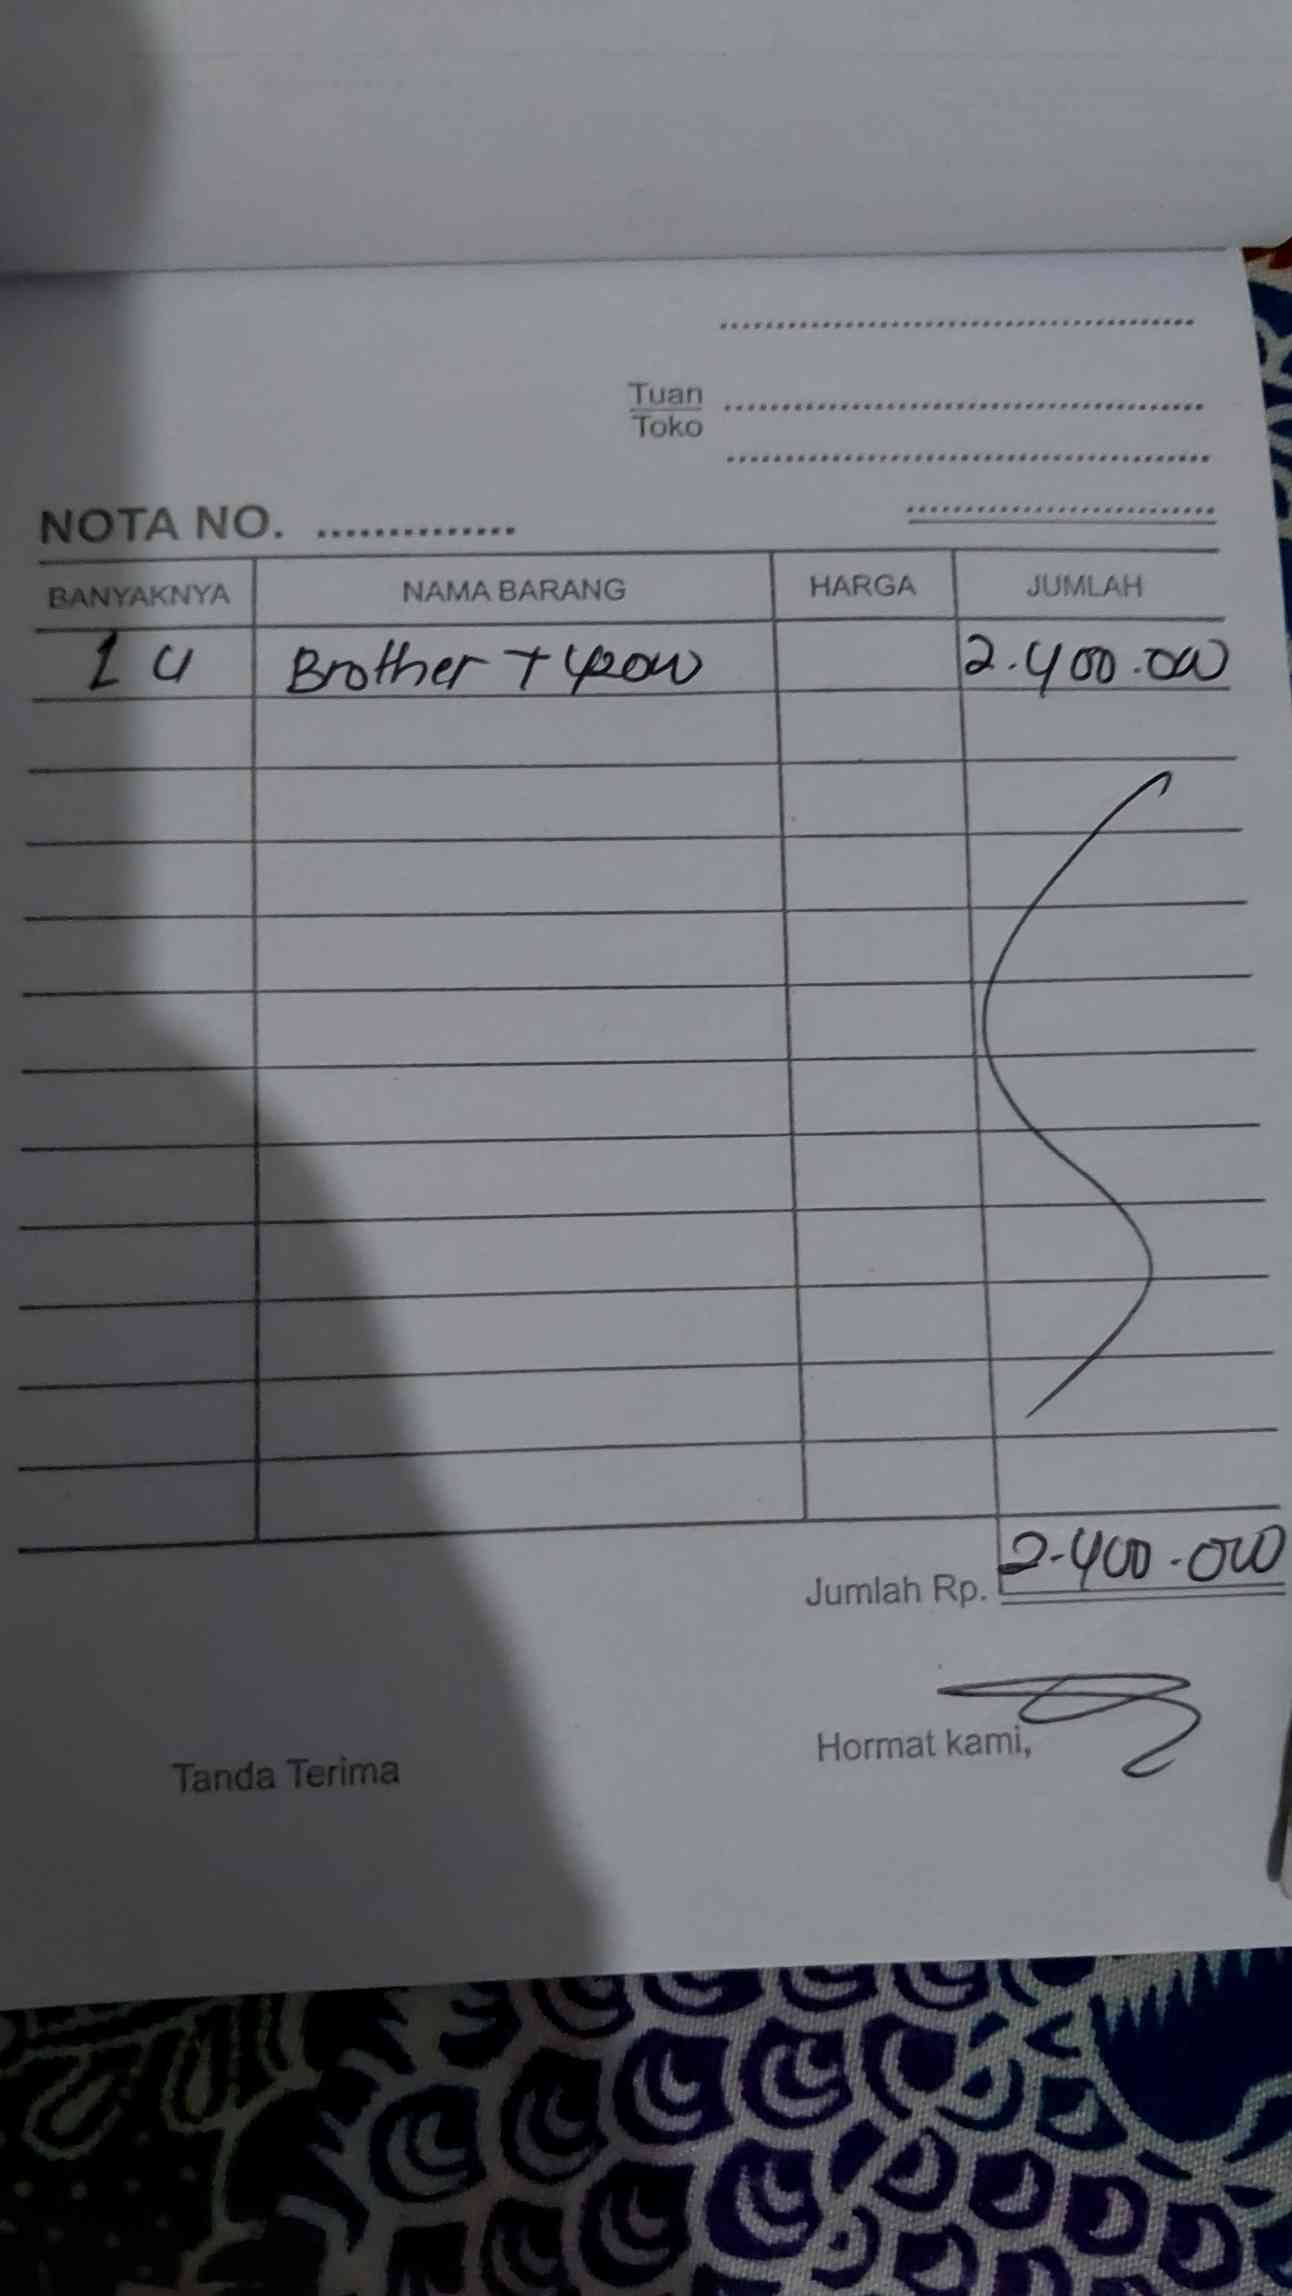 Tuan
Toko
NOTA NO.
BANYAKNYA NAMA BARANG HARGA JUMLAH
1 u Brother T4200 2.400.000
Jumlah Rp. 2.400.000
Tanda Terima Hormat kami,